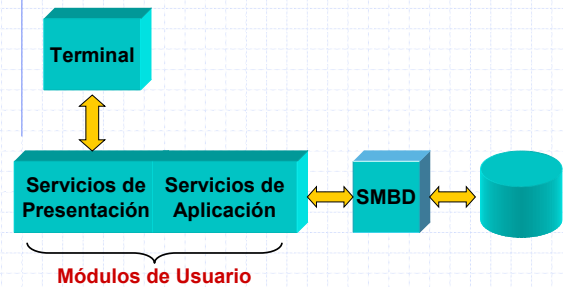 Terminal
Servicios de
Presentación
Servicios de
Aplicación
SMBD
Módulos de Usuario